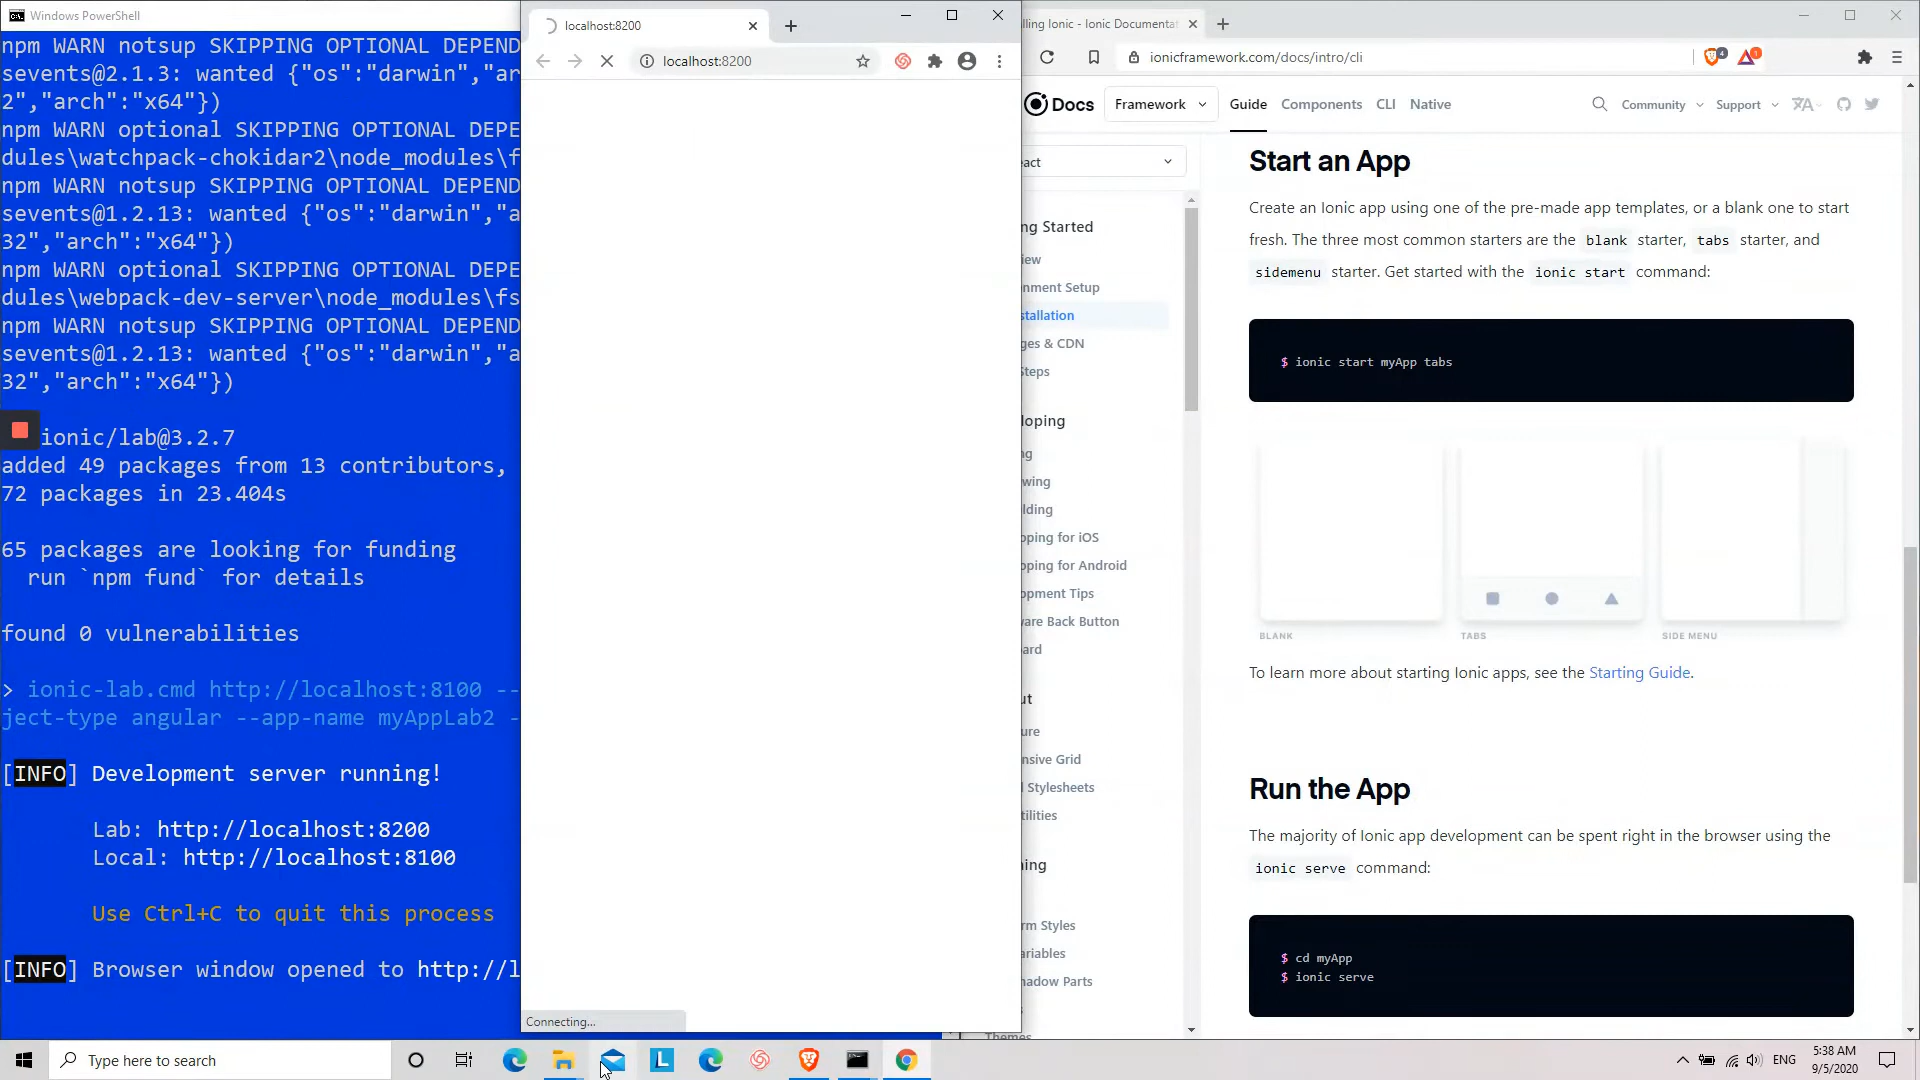 Windows PowerShell
npm WARN notsup SKIPPING OPTIONAL DEPEND
sevents@2.1.3: wanted {"os":"darwin","ar
2","arch":"x64"})
npm WARN optional SKIPPING OPTIONAL DEPE
dules\watchpack-chokidar2\node_modules\fs
npm WARN notsup SKIPPING OPTIONAL DEPEND
sevents@1.2.13: wanted {"os":"darwin","a
32","arch":"x64"})
npm WARN optional SKIPPING OPTIONAL DEPE
dules\webpack-dev-server\node_modules\fs
npm WARN notsup SKIPPING OPTIONAL DEPEND
sevents@1.2.13: wanted {"os":"darwin","a
32","arch":"x64"})
ionic/lab@3.2.7
added 49 packages from 13 contributors,
72 packages in 23.404s
65 packages are looking for funding
run `npm fund` for details
found 0 vulnerabilities
> ionic-lab.cmd http://localhost:8100 --
ject-type angular --app-name myAppLab2 -
[INFO] Development server running!
Lab: http://localhost:8200
Local: http://localhost:8100
Use Ctrl+C to quit this process
[INFO] Browser window opened to http://l
localhost:8200
localhost:8200
Connecting...
lling Ionic - Ionic Documentat
ionicframework.com/docs/intro/cli
4
1
Docs
Framework
Guide
Components
CLI
Native
Community
Support
act
ng Started
iew
nment Setup
stallation
ges & CDN
Steps
loping
ng
wing
lding
ping for iOS
ping for Android
opment Tips
vare Back Button
ard
ut
ure
nsive Grid
l Stylesheets
tilities
ning
rm Styles
ariables
hadow Parts
s
Themes
Start an App
Create an Ionic app using one of the pre-made app templates, or a blank one to start
fresh. The three most common starters are the blank starter, tabs starter, and
sidemenu starter. Get started with the ionic start command:
$ ionic start myApp tabs
BLANK
TABS
SIDE MENU
To learn more about starting Ionic apps, see the Starting Guide.
Run the App
The majority of Ionic app development can be spent right in the browser using the
ionic serve command:
$ cd myApp
$ ionic serve
Type here to search
L
ENG
5:38 AM
9/5/2020